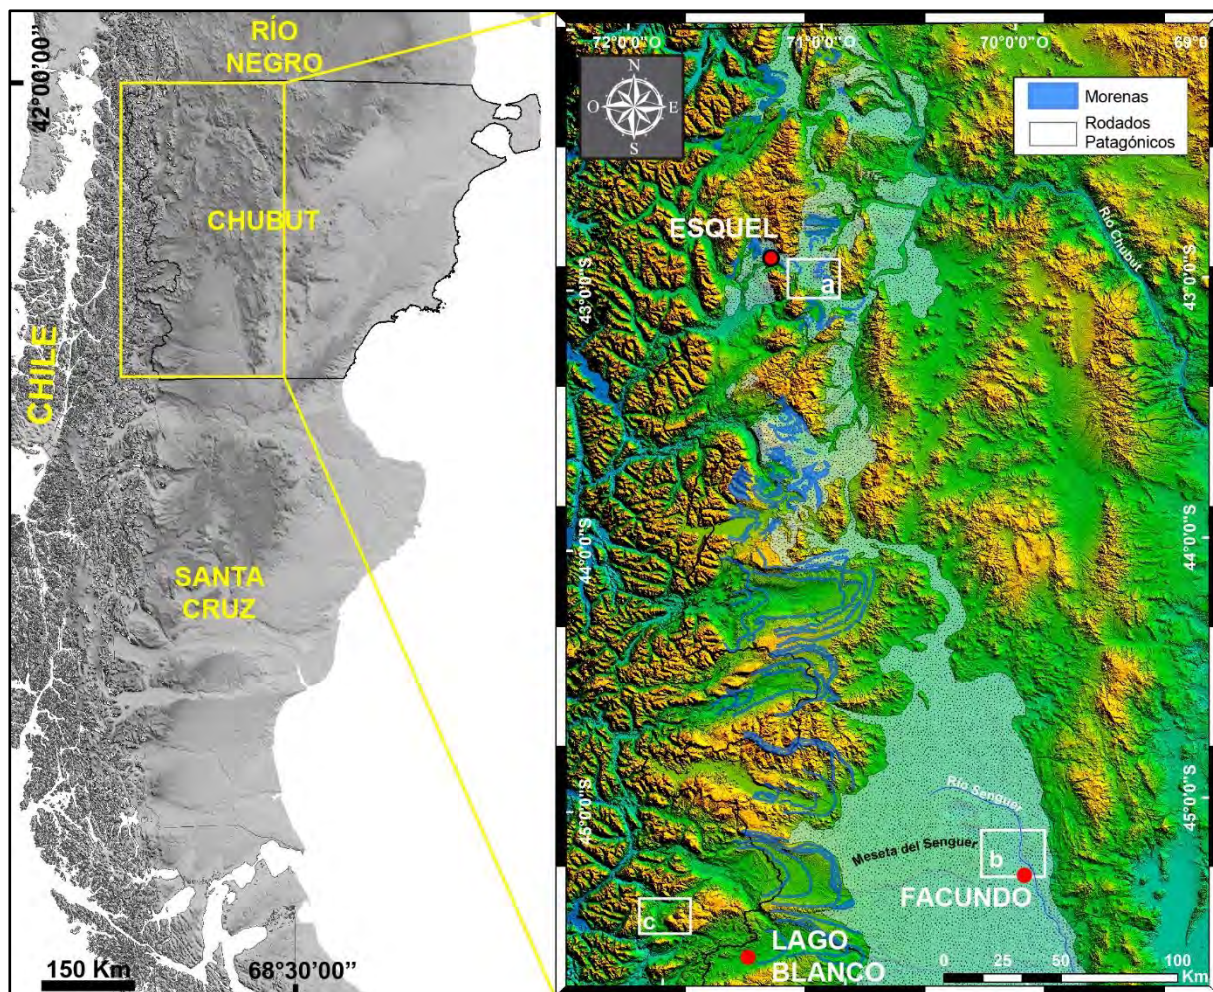 RÍO
NEGRO
42°00'00"
CHUBUT
CHILE
SANTA
CRUZ
150 Km
68°30'00"
72°0'0"O
71°0'0"O
70°0'0"O
69°
N
O
E
S
Morenas
Rodados
Patagónicos
ESQUEL
a
Río Chubut
43°0'0"S
43°0'0"S
44°0'0"S
44°0'0"S
45°0'0"S
45°0'0"S
Río Senguer
Meseta del Senguer
b
FACUNDO
c
LAGO
BLANCO
0 25 50 100
Km